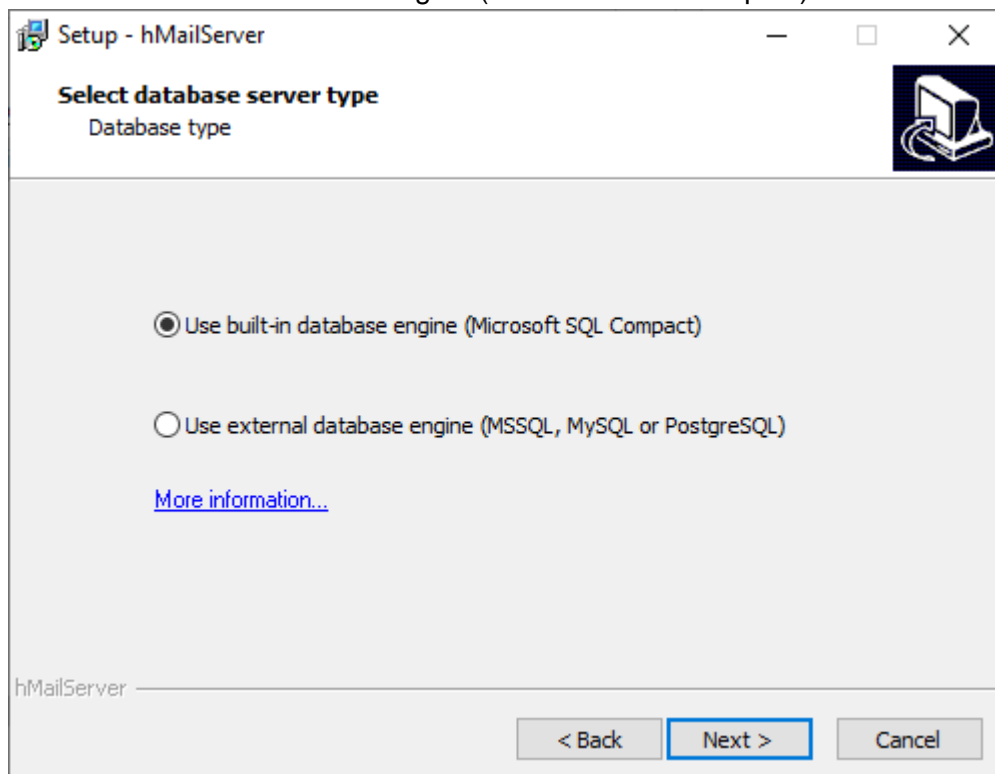 Setup - hMailServer
Select database server type
Database type
Use built-in database engine (Microsoft SQL Compact)
Use external database engine (MSSQL, MySQL or PostgreSQL)
More information...
hMailServer
< Back
Next >
Cancel